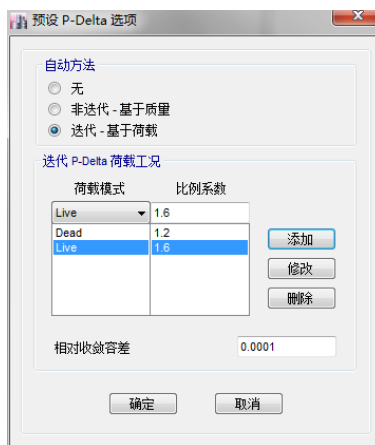 预设 P-Delta 选项
自动方法
无
非迭代 - 基于质量
迭代 - 基于荷载
迭代 P-Delta 荷载工况
荷载模式 比例系数
Live 1.6
Dead 1.2
Live 1.6
添加
修改
删除
相对收敛容差 0.0001
确定 取消